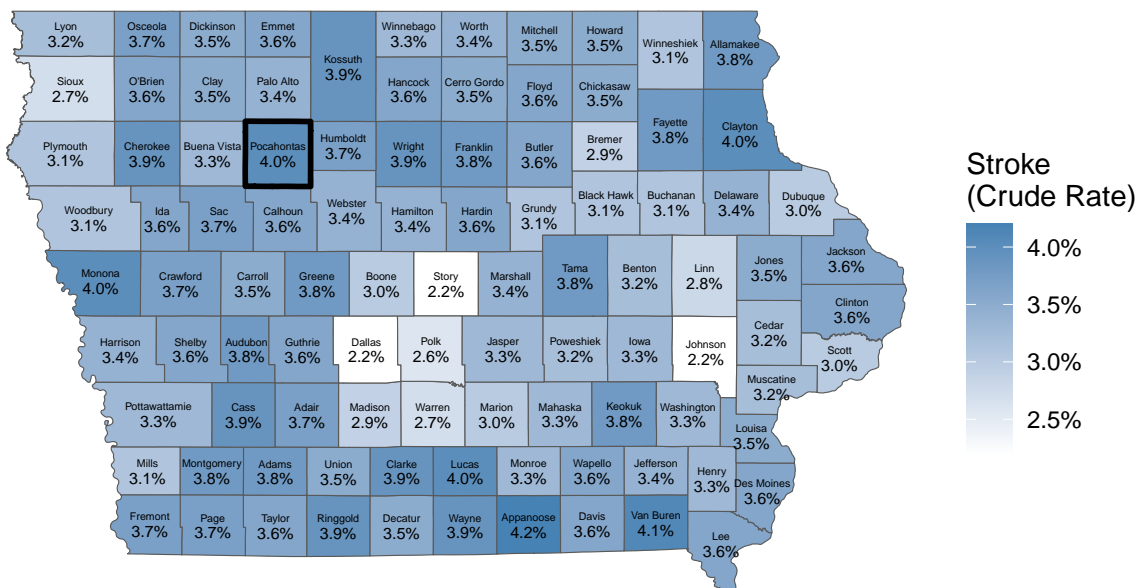 Lyon
3.2%
Osceola
3.7%
Dickinson
3.5%
Emmet
3.6%
Kossuth
3.9%
Winnebago
3.3%
Worth
3.4%
Mitchell
3.5%
Howard
3.5%
Winneshiek
3.1%
Allamakee
3.8%
Sioux
2.7%
O'Brien
3.6%
Clay
3.5%
Palo Alto
3.4%
Hancock
3.6%
Cerro Gordo
3.5%
Floyd
3.6%
Chickasaw
3.5%
Fayette
3.8%
Clayton
4.0%
Plymouth
3.1%
Cherokee
3.9%
Buena Vista
3.3%
Pocahontas
4.0%
Humboldt
3.7%
Wright
3.9%
Franklin
3.8%
Butler
3.6%
Bremer
2.9%
Woodbury
3.1%
Ida
3.6%
Sac
3.7%
Calhoun
3.6%
Webster
3.4%
Hamilton
3.4%
Hardin
3.6%
Grundy
3.1%
Black Hawk
3.1%
Buchanan
3.1%
Delaware
3.4%
Dubuque
3.0%
Monona
4.0%
Crawford
3.7%
Carroll
3.5%
Greene
3.8%
Boone
3.0%
Story
2.2%
Marshall
3.4%
Tama
3.8%
Benton
3.2%
Linn
2.8%
Jones
3.5%
Jackson
3.6%
Clinton
3.6%
Harrison
3.4%
Shelby
3.6%
Audubon
3.8%
Guthrie
3.6%
Dallas
2.2%
Polk
2.6%
Jasper
3.3%
Poweshiek
3.2%
Iowa
3.3%
Johnson
2.2%
Cedar
3.2%
Scott
3.0%
Muscatine
3.2%
Pottawattamie
3.3%
Cass
3.9%
Adair
3.7%
Madison
2.9%
Warren
2.7%
Marion
3.0%
Mahaska
3.3%
Keokuk
3.8%
Washington
3.3%
Louisa
3.5%
Mills
3.1%
Montgomery
3.8%
Adams
3.8%
Union
3.5%
Clarke
3.9%
Lucas
4.0%
Monroe
3.3%
Wapello
3.6%
Jefferson
3.4%
Henry
3.3%
Des Moines
3.6%
Fremont
3.7%
Page
3.7%
Taylor
3.6%
Ringgold
3.9%
Decatur
3.5%
Wayne
3.9%
Appanoose
4.2%
Davis
3.6%
Van Buren
4.1%
Lee
3.6%
Stroke
(Crude Rate)
4.0%
3.5%
3.0%
2.5%